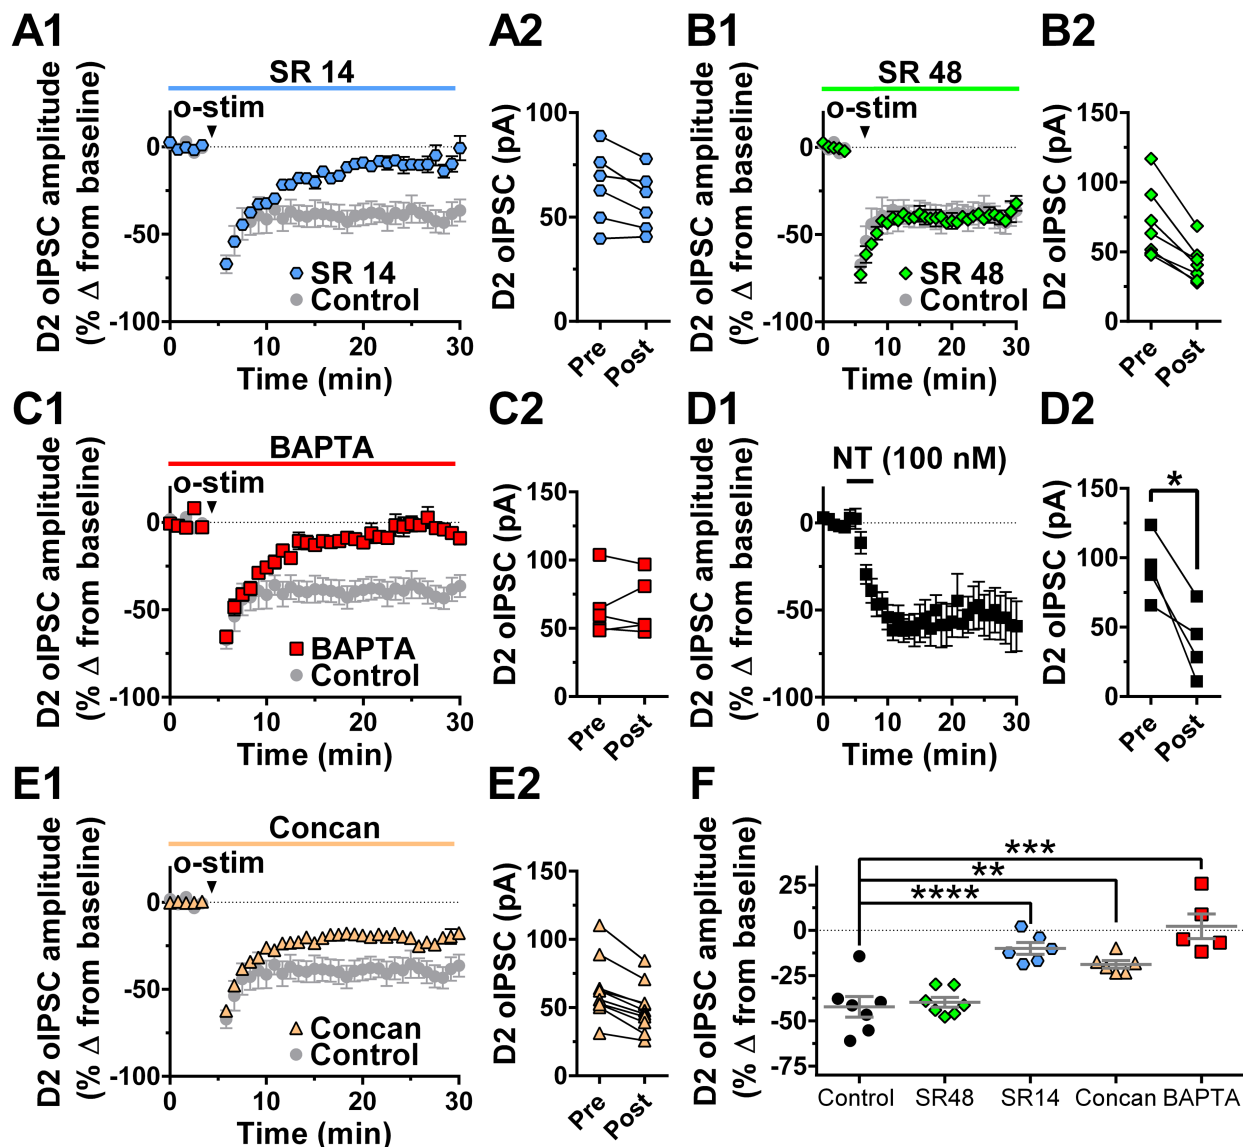 A1
SR 14
o-stim
D2 oIPSC amplitude
(% Δ from baseline)
0
-50
-100
SR 14
Control
0 10 20 30
Time (min)
A2
D2 oIPSC (pA)
100
50
0
Pre Post
B1
SR 48
o-stim
D2 oIPSC amplitude
(% Δ from baseline)
0
-50
-100
SR 48
Control
0 10 20 30
Time (min)
B2
D2 oIPSC (pA)
150
100
50
0
Pre Post
C1
BAPTA
o-stim
D2 oIPSC amplitude
(% Δ from baseline)
0
-50
-100
BAPTA
Control
0 10 20 30
Time (min)
C2
D2 oIPSC (pA)
150
100
50
0
Pre Post
D1
NT (100 nM)
D2 oIPSC amplitude
(% Δ from baseline)
0
-50
-100
0 10 20 30
Time (min)
D2
D2 oIPSC (pA)
150
100
50
0
*
Pre Post
E1
Concan
o-stim
D2 oIPSC amplitude
(% Δ from baseline)
0
-50
-100
Concan
Control
0 10 20 30
Time (min)
E2
D2 oIPSC (pA)
150
100
50
0
Pre Post
F
D2 oIPSC amplitude
(% Δ from baseline)
***
**
****
25
0
-25
-50
-75
Control SR48 SR14 Concan BAPTA